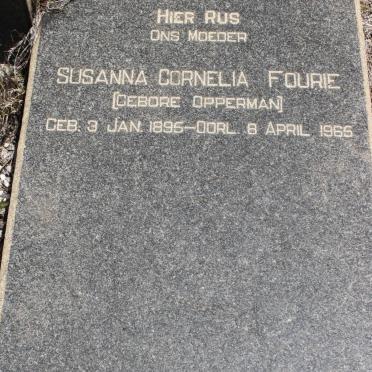 HIER RUS
ONS MOEDER
SUSANNA CORNELIA FOURIE
(GEBORE OPPERMAN)
GEB. 3 JAN. 1895-OORL. 8 APRIL 1965